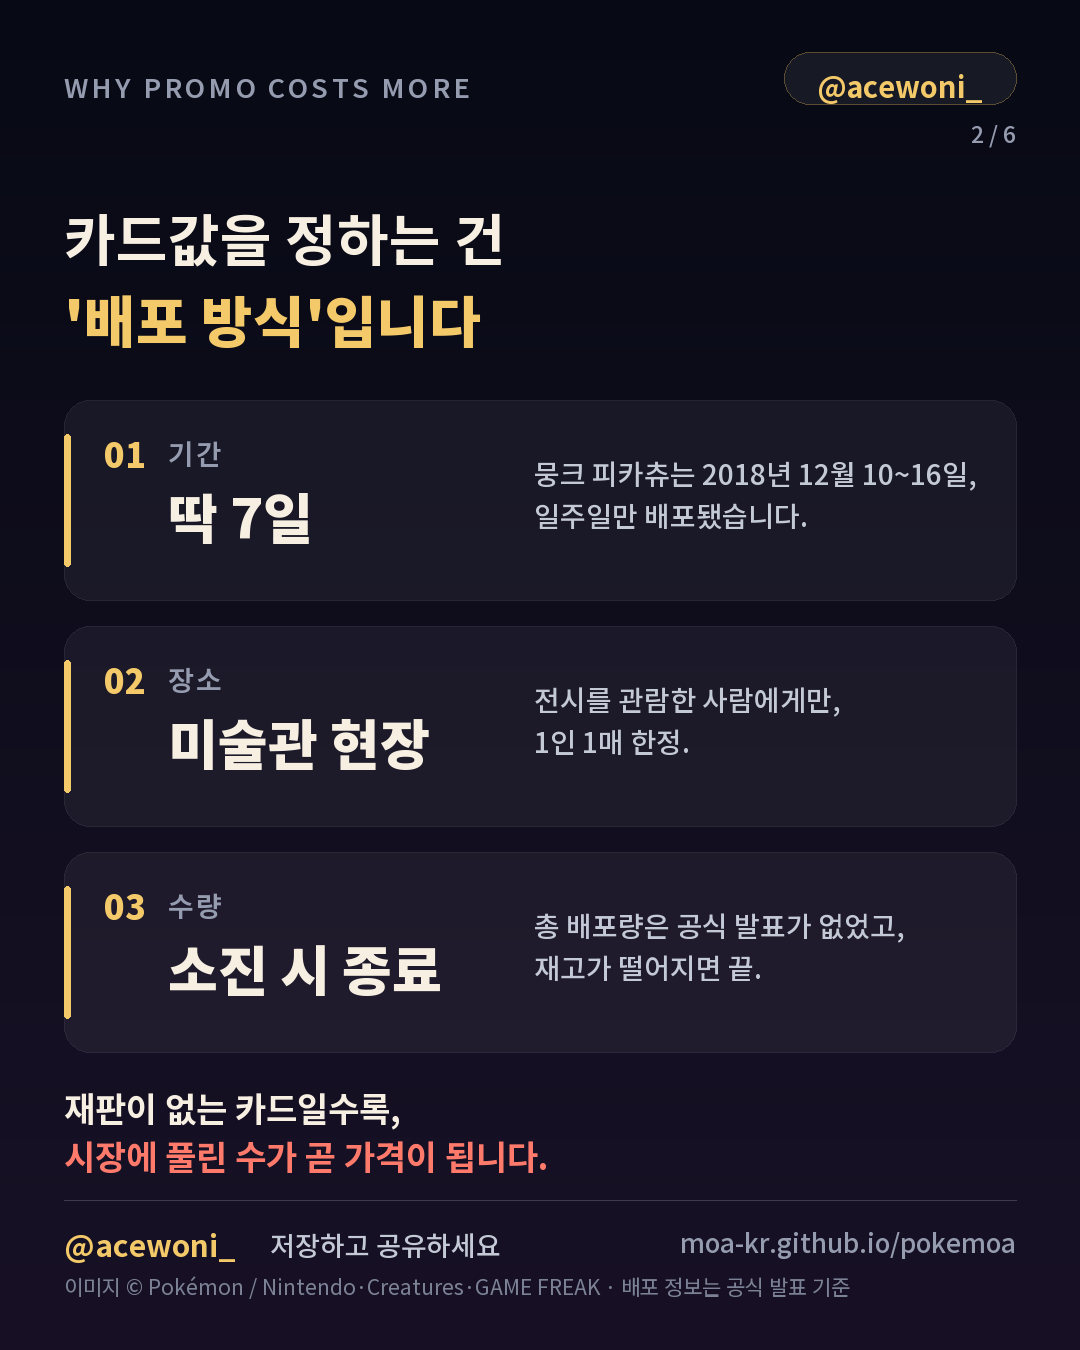 WHY PROMO COSTS MORE
@acewoni_
2 / 6
카드값을 정하는 건
'배포 방식'입니다
01 기간
딱 7일
뭉크 피카츄는 2018년 12월 10~16일,
일주일만 배포됐습니다.
02 장소
미술관 현장
전시를 관람한 사람에게만,
1인 1매 한정.
03 수량
소진 시 종료
총 배포량은 공식 발표가 없었고,
재고가 떨어지면 끝.
재판이 없는 카드일수록,
시장에 풀린 수가 곧 가격이 됩니다.
@acewoni_ 저장하고 공유하세요
moa-kr.github.io/pokemoa
이미지 © Pokémon / Nintendo·Creatures·GAME FREAK · 배포 정보는 공식 발표 기준